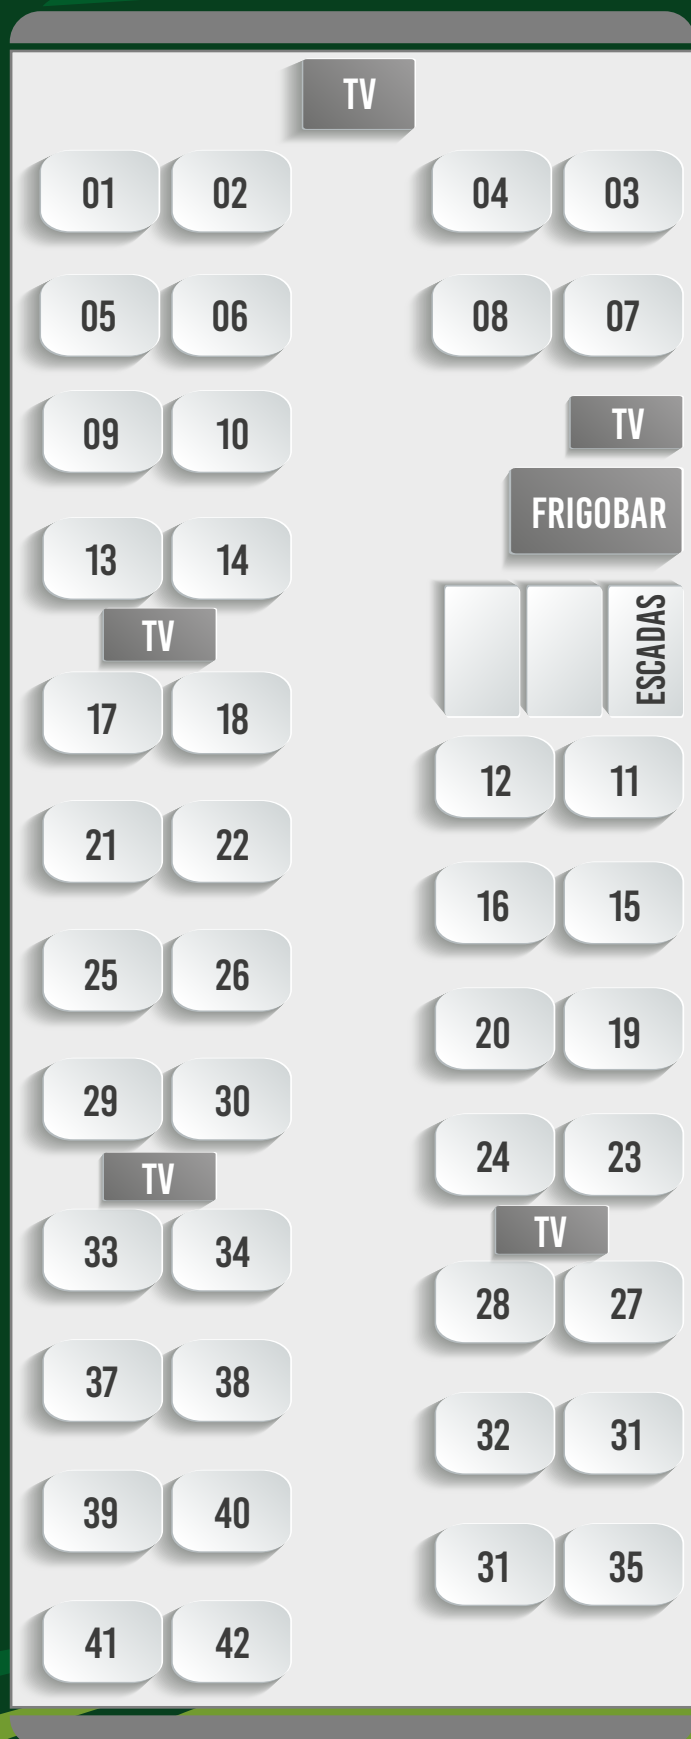 TV
01 02 04 03
05 06 08 07
09 10 TV
FRIGOBAR
13 14
ESCADAS
TV
17 18
12 11
21 22
16 15
25 26
20 19
29 30
24 23
TV
TV
33 34
28 27
37 38
32 31
39 40
31 35
41 42